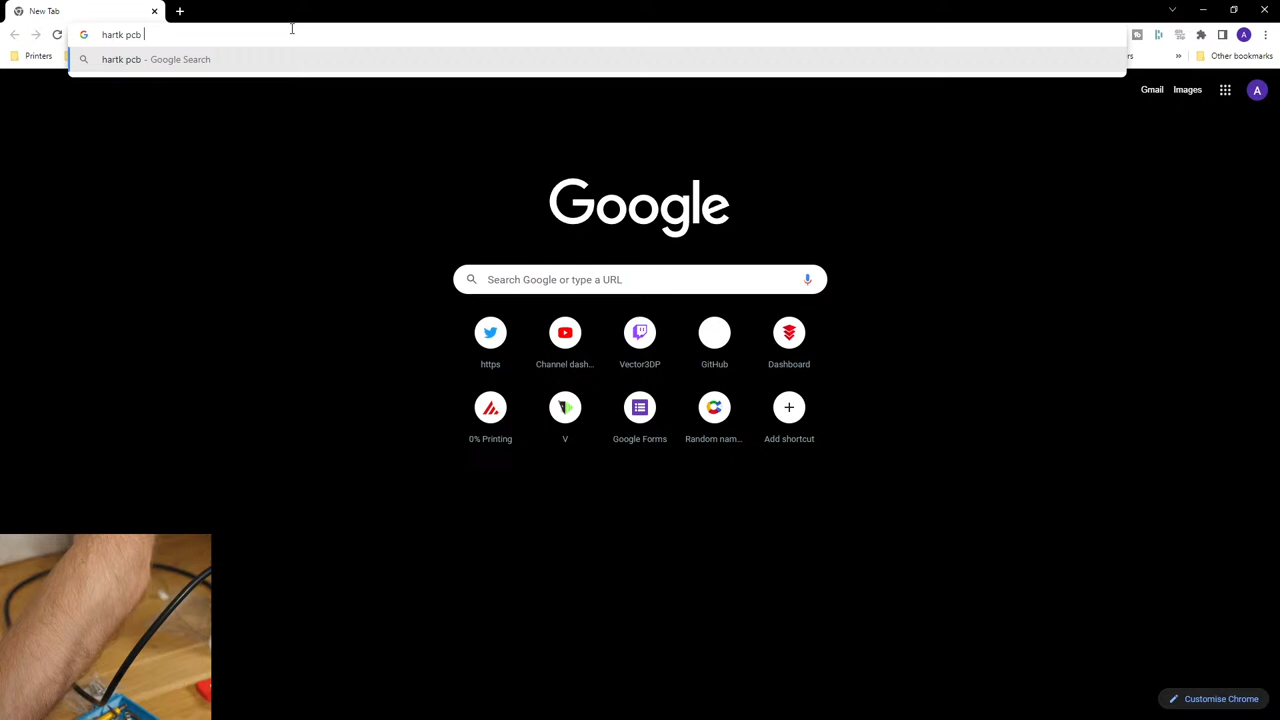 New Tab
hartk pcb
hartk pcb - Google Search
Printers
Other bookmarks
Gmail
Images
A
A
Google
Search Google or type a URL
https
Channel dash...
Vector3DP
GitHub
Dashboard
0% Printing
V
Google Forms
Random nam...
Add shortcut
Customise Chrome